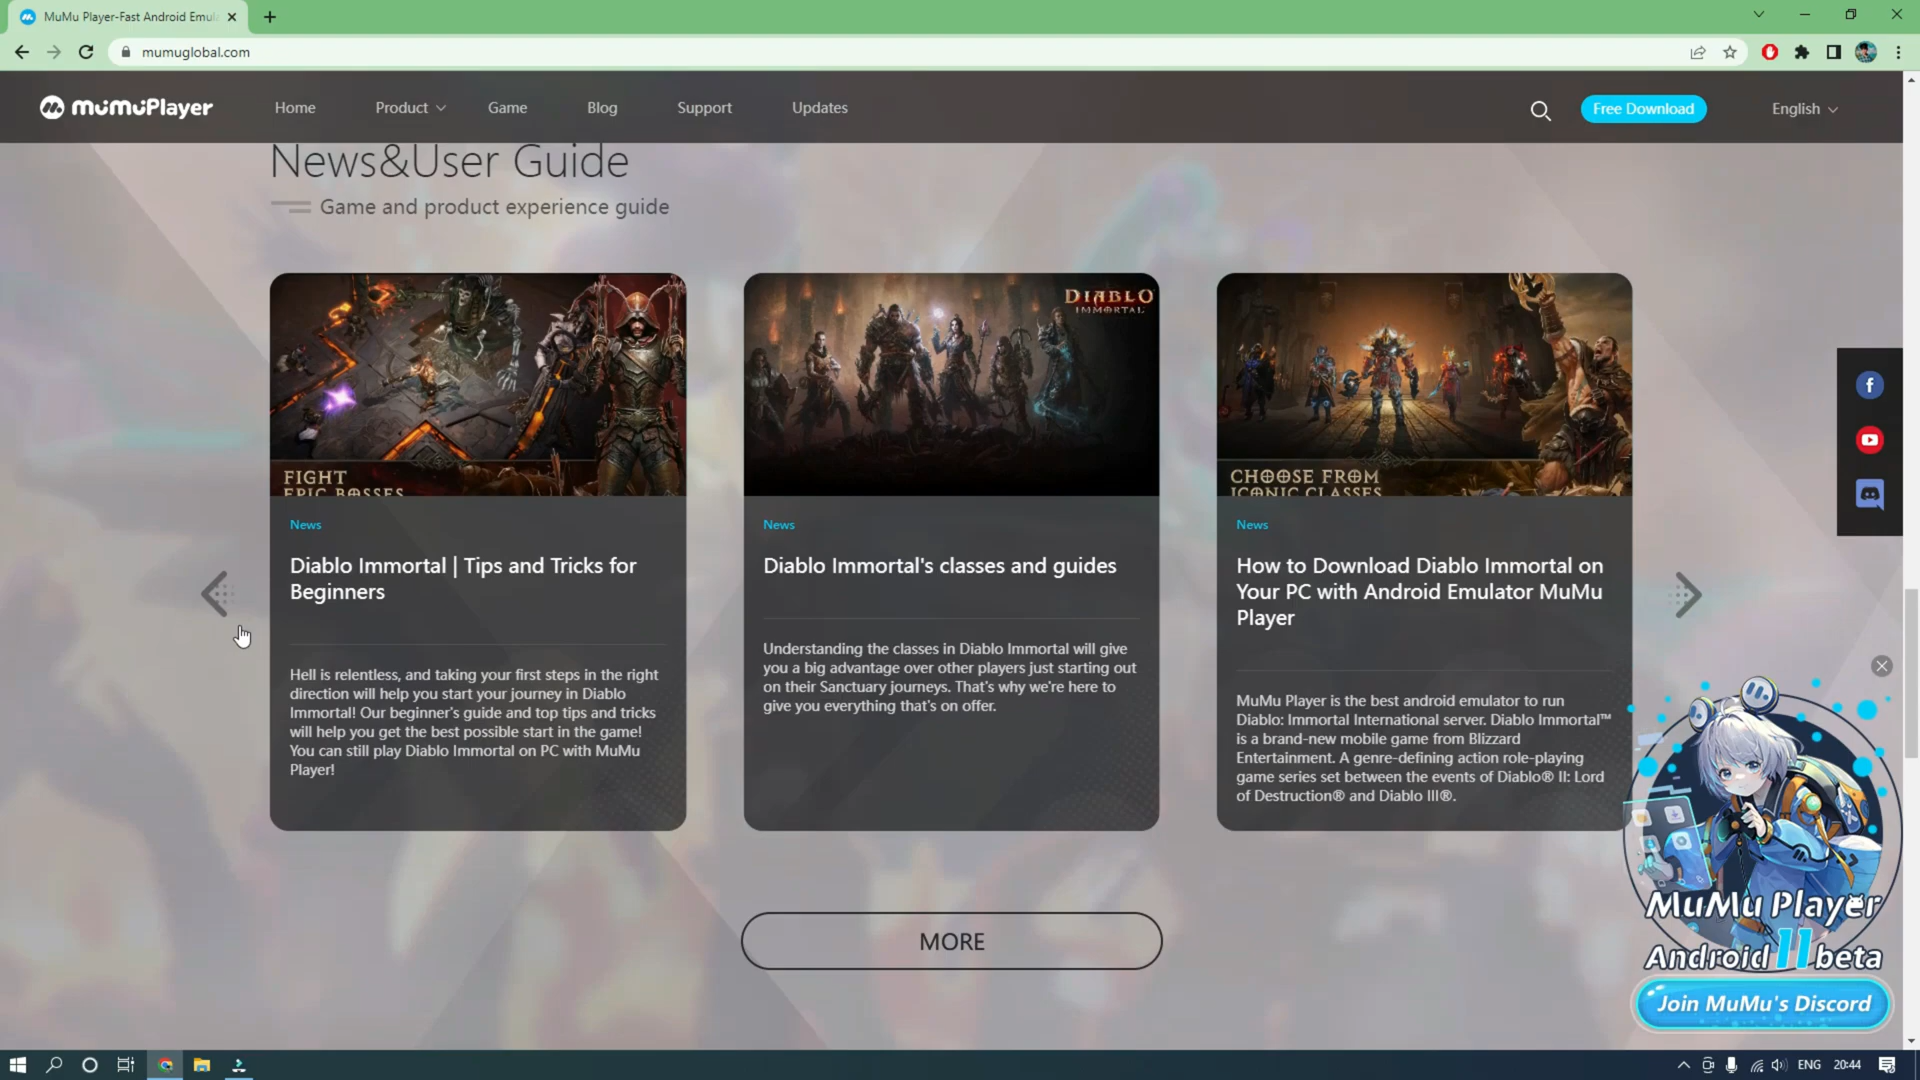 MuMu Player-Fast Android Emul
mumuglobal.com
mumuPlayer
Home
Product
Game
Blog
Support
Updates
Free Download
English
News&User Guide
Game and product experience guide
FIGHT
EPIC BOSSES
News
Diablo Immortal | Tips and Tricks for
Beginners
Hell is relentless, and taking your first steps in the right
direction will help you start your journey in Diablo
Immortal! Our beginner's guide and top tips and tricks
will help you get the best possible start in the game!
You can still play Diablo Immortal on PC with MuMu
Player!
DIABLO
IMMORTAL
News
Diablo Immortal's classes and guides
Understanding the classes in Diablo Immortal will give
you a big advantage over other players just starting out
on their Sanctuary journeys. That's why we're here to
give you everything that's on offer.
CHOOSE FROM
ICONIC CLASSES
News
How to Download Diablo Immortal on
Your PC with Android Emulator MuMu
Player
MuMu Player is the best android emulator to run
Diablo: Immortal International server. Diablo Immortal™
is a brand-new mobile game from Blizzard
Entertainment. A genre-defining action role-playing
game series set between the events of Diablo® II: Lord
of Destruction® and Diablo III®.
MORE
MuMu Player
Android 11 beta
Join MuMu's Discord
ENG
20:44